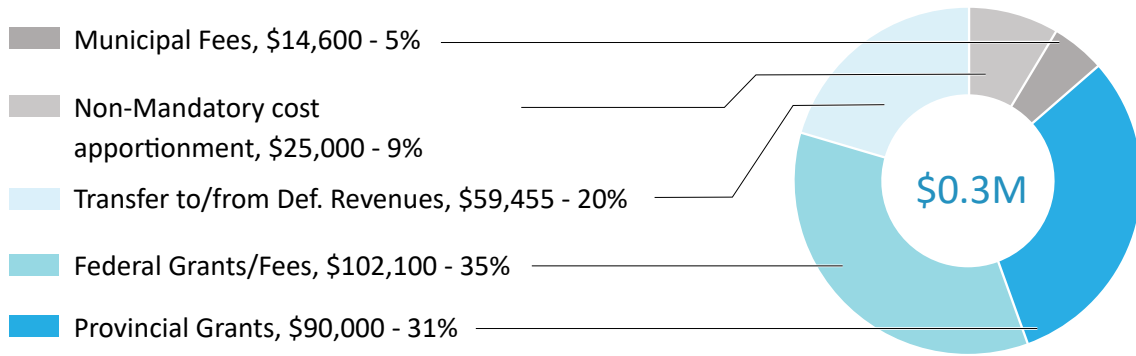 Municipal Fees, $14,600 - 5%
Non-Mandatory cost
apportionment, $25,000 - 9%
Transfer to/from Def. Revenues, $59,455 - 20%
Federal Grants/Fees, $102,100 - 35%
Provincial Grants, $90,000 - 31%
$0.3M